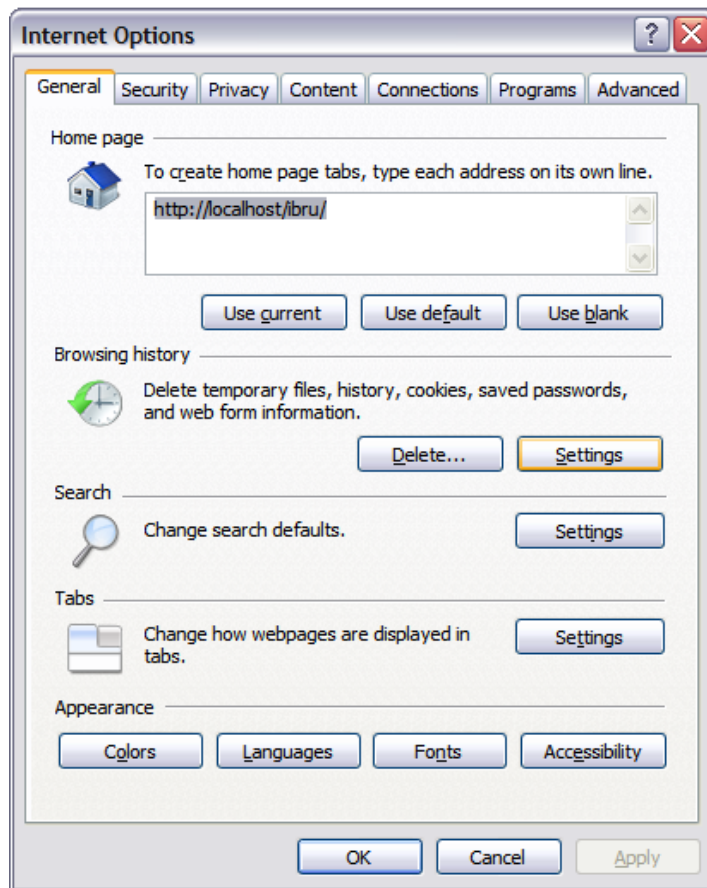 Internet Options
General Security Privacy Content Connections Programs Advanced
Home page
To create home page tabs, type each address on its own line.
http://localhost/ibru/
Use current Use default Use blank
Browsing history
Delete temporary files, history, cookies, saved passwords,
and web form information.
Delete... Settings
Search
Change search defaults. Settings
Tabs
Change how webpages are displayed in Settings
tabs.
Appearance
Colors Languages Fonts Accessibility
OK Cancel Apply